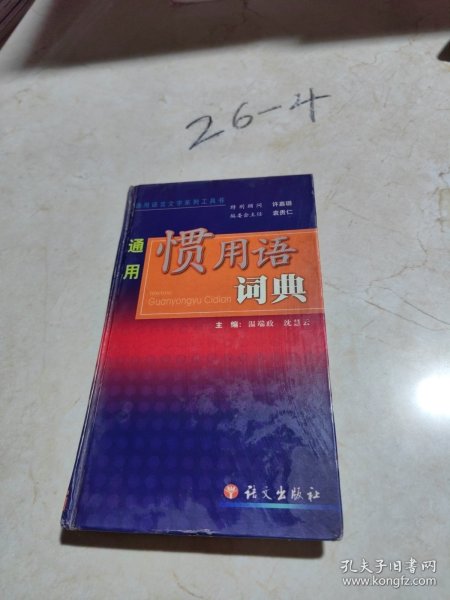 26-4
通用语言文字系列工具书
特别顾问 许嘉璐
编委会主任 袁贵仁
通用
惯用语
词典
Guanyongyu Cidian
主编：温瑞政 沈慧云
语文出版社
孔夫子旧书网
www.kongfz.com